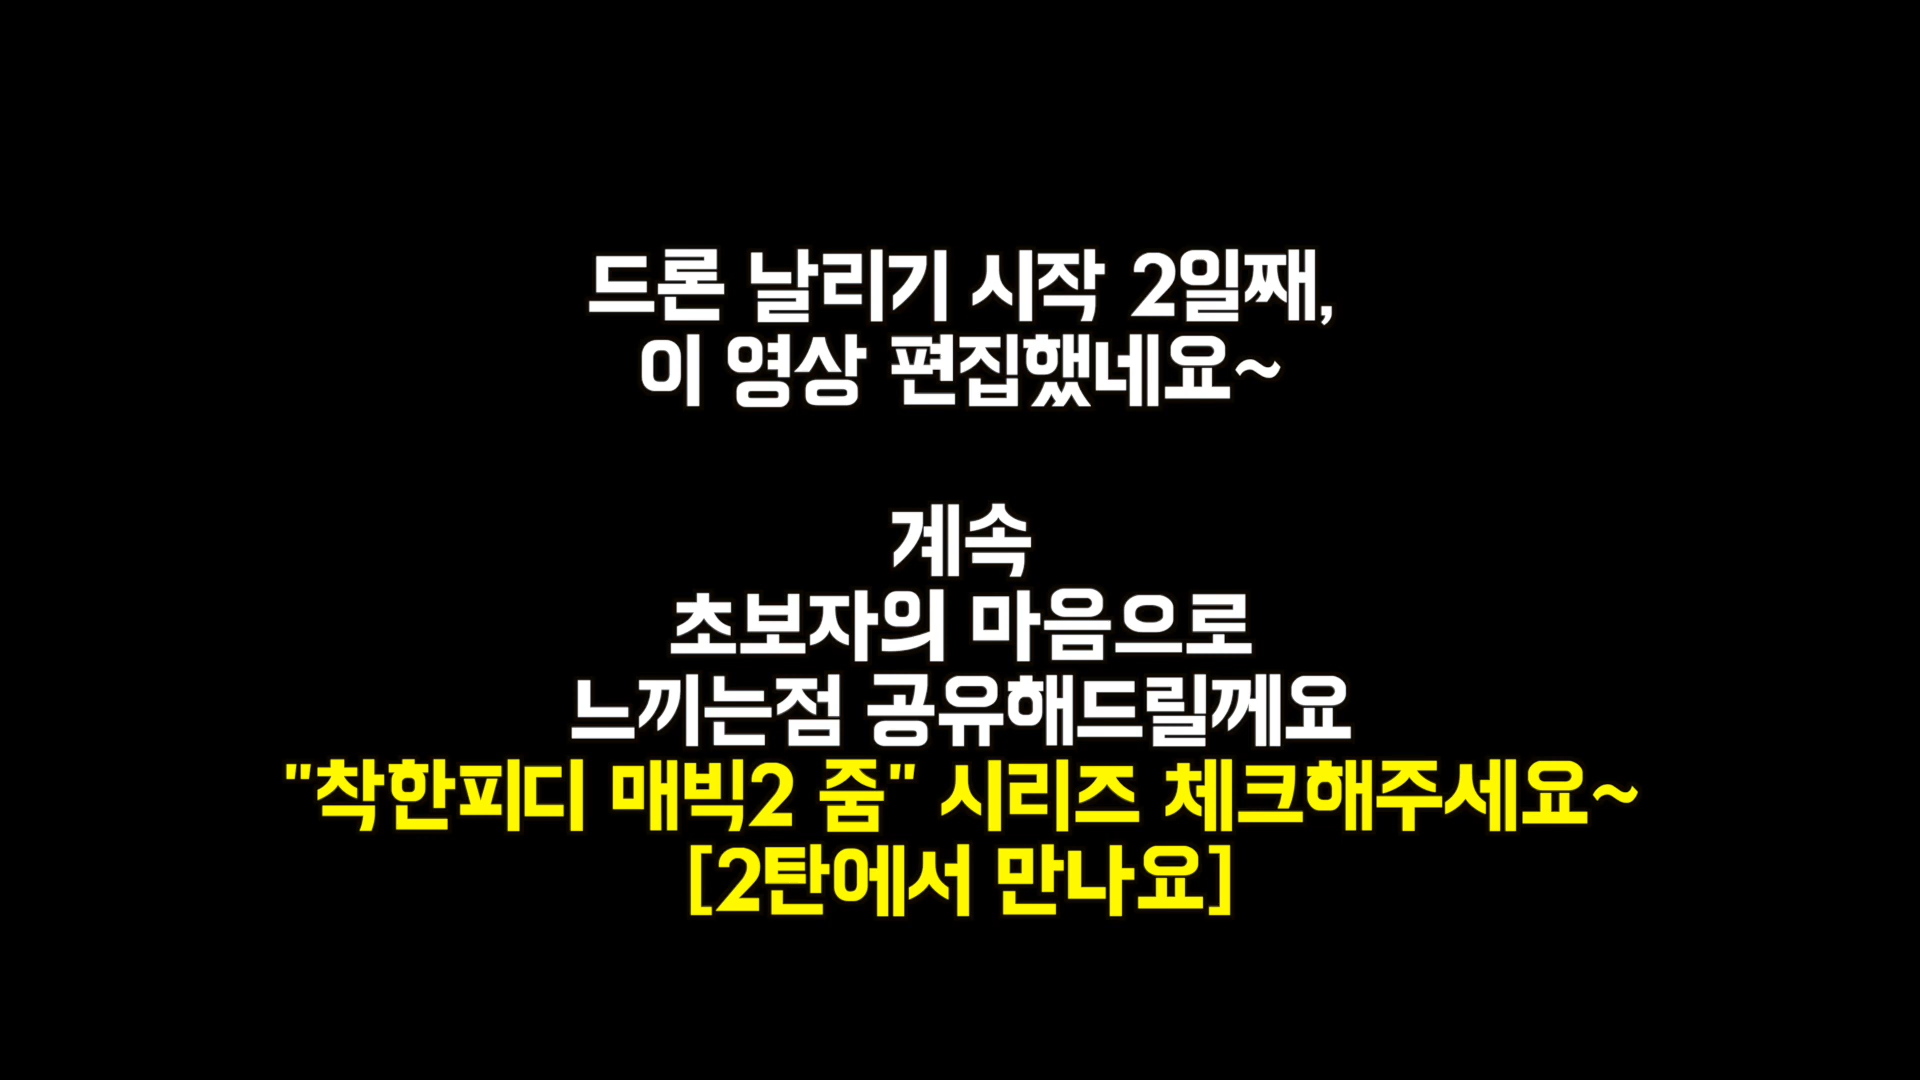 드론 날리기 시작 2일째,
이 영상 편집했네요~
계속
초보자의 마음으로
느끼는점 공유해드릴께요
"착한피디 매빅2 줌" 시리즈 체크해주세요~
[2탄에서 만나요]